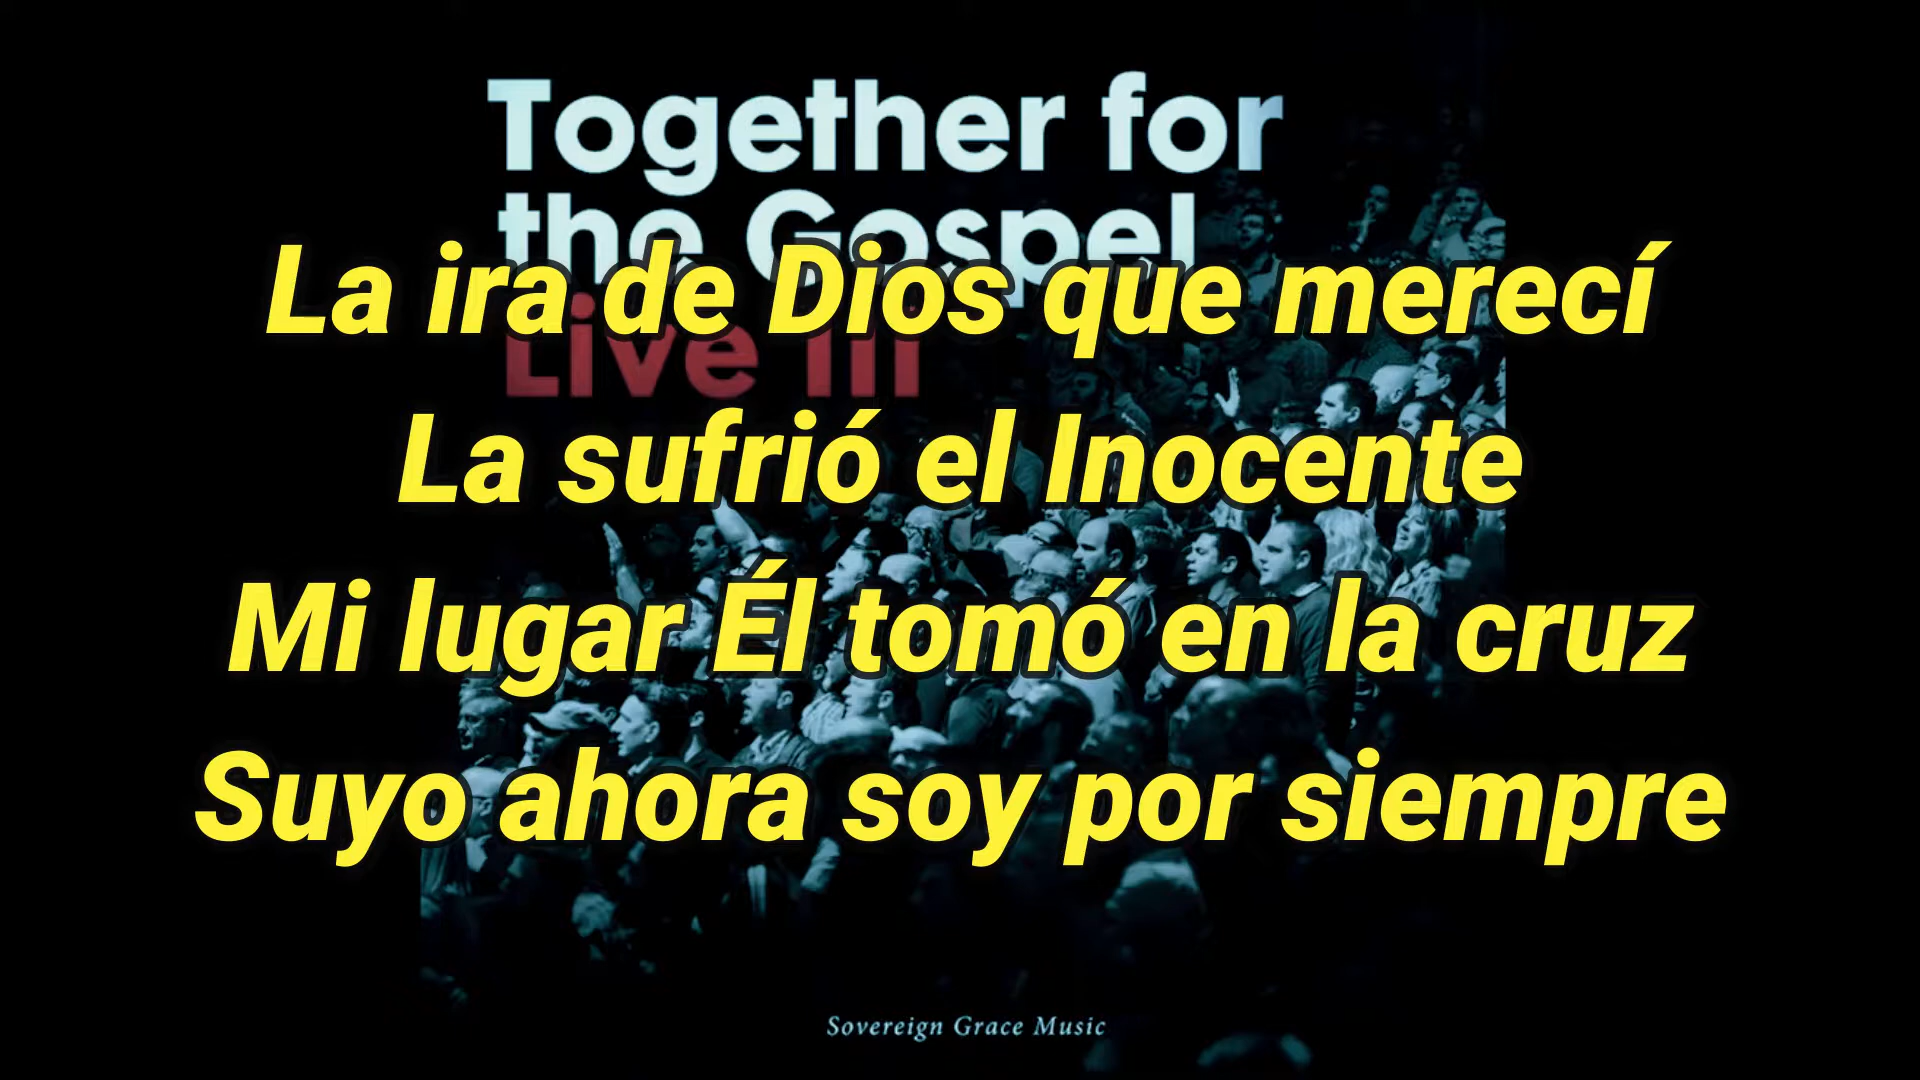 Together for
the Gospel
Live III
La ira de Dios que merecí
La sufrió el Inocente
Mi lugar Él tomó en la cruz
Suyo ahora soy por siempre
Sovereign Grace Music